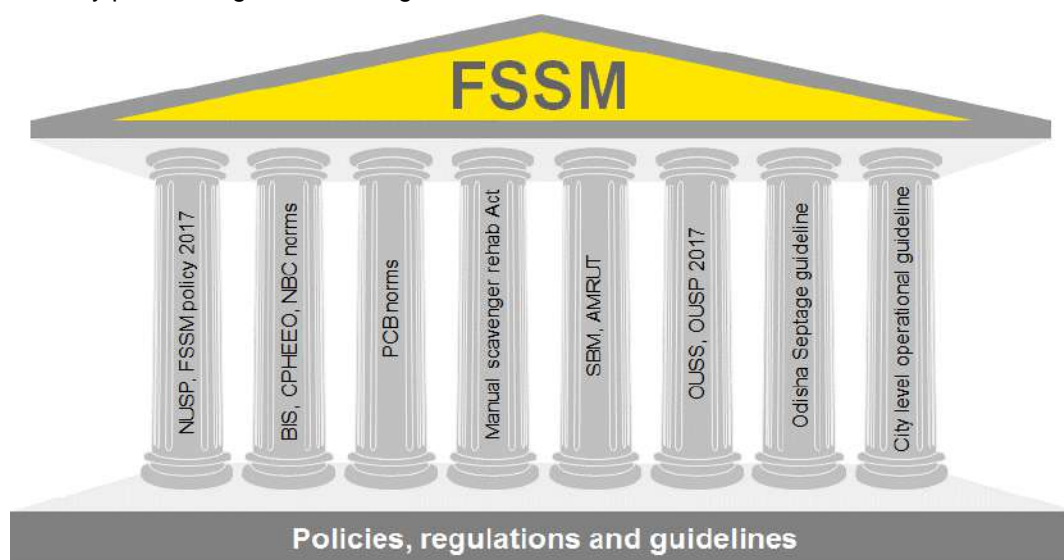 FSSM
NUSP, FSSM policy 2017
BIS, CPHEEO, NBC norms
PCB norms
Manual scavenger rehab Act
SBM, AMRUT
OUSS, OUSP 2017
Odisha Septage guideline
City level operational guideline
Policies, regulations and guidelines